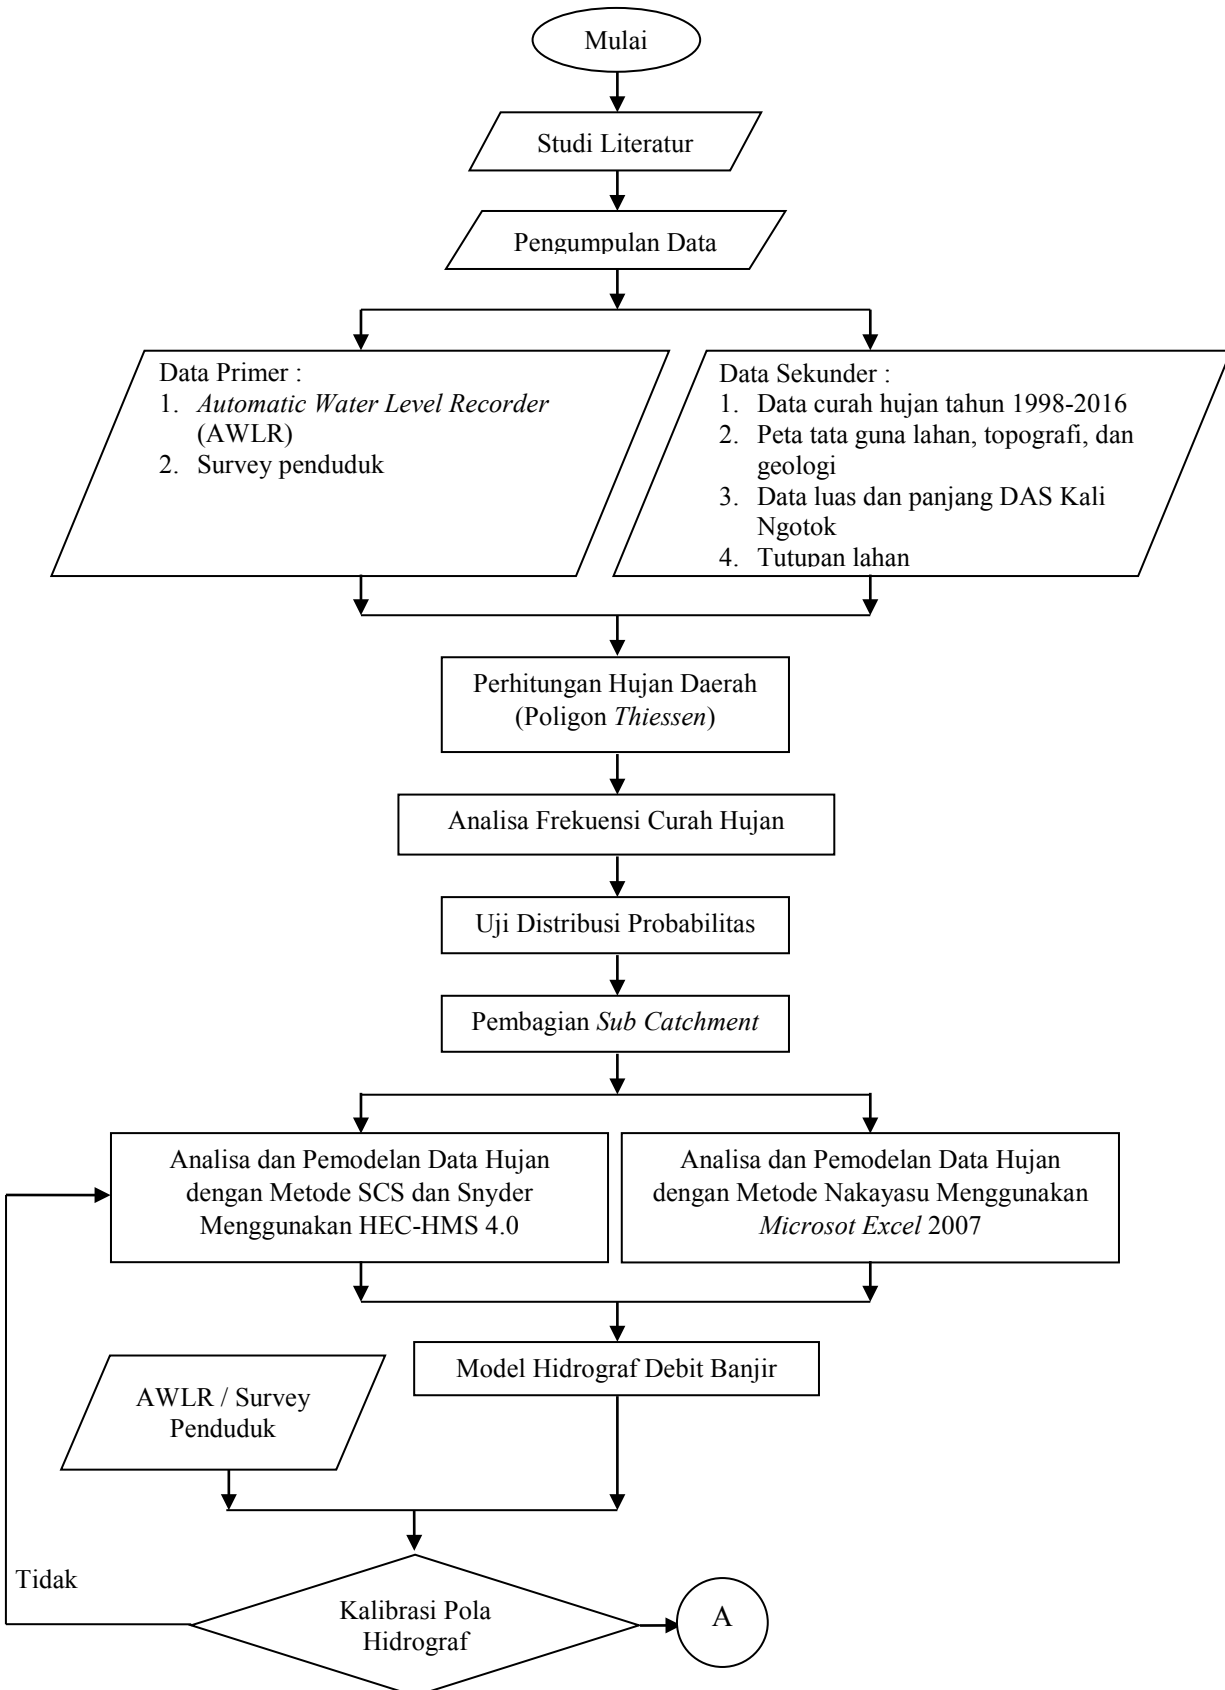 Mulai
Studi Literatur
Pengumpulan Data
Data Primer :
1. Automatic Water Level Recorder
(AWLR)
2. Survey penduduk
Data Sekunder :
1. Data curah hujan tahun 1998-2016
2. Peta tata guna lahan, topografi, dan
geologi
3. Data luas dan panjang DAS Kali
Ngotok
4. Tutupan lahan
Perhitungan Hujan Daerah
(Poligon Thiessen)
Analisa Frekuensi Curah Hujan
Uji Distribusi Probabilitas
Pembagian Sub Catchment
Analisa dan Pemodelan Data Hujan
dengan Metode SCS dan Snyder
Menggunakan HEC-HMS 4.0
Analisa dan Pemodelan Data Hujan
dengan Metode Nakayasu Menggunakan
Microsot Excel 2007
Model Hidrograf Debit Banjir
AWLR / Survey
Penduduk
Tidak
Kalibrasi Pola
Hidrograf
A